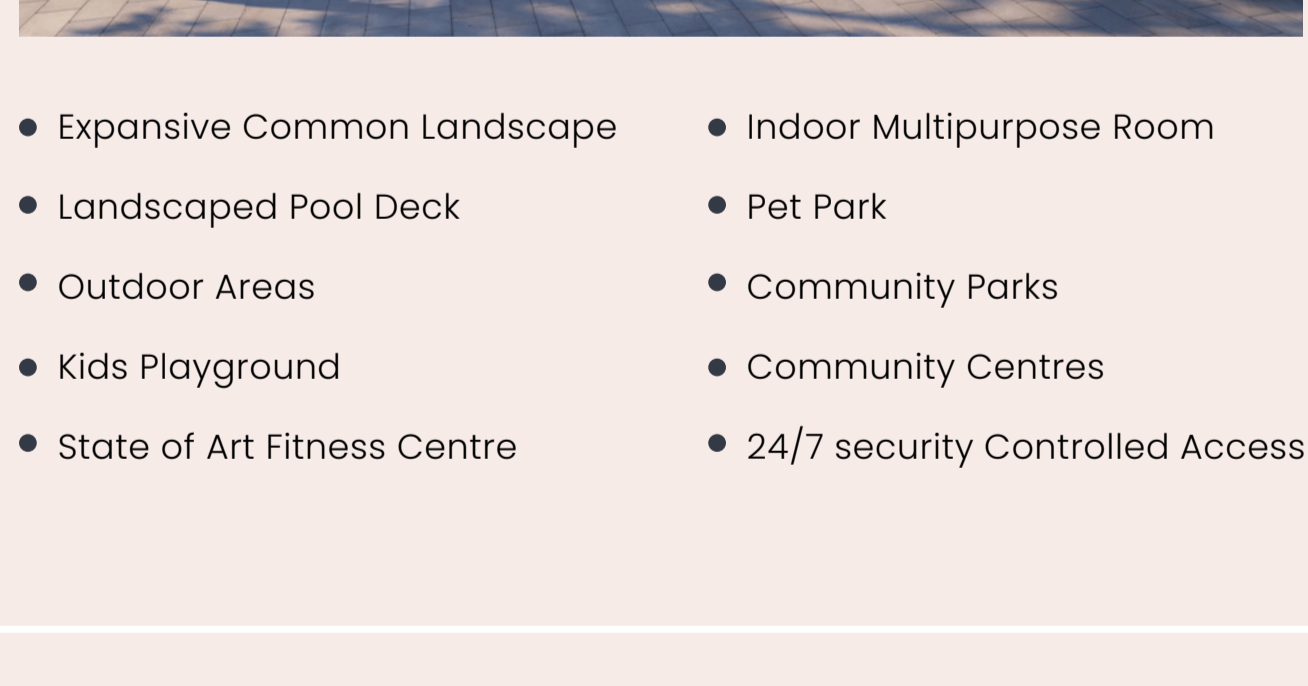 Expansive Common Landscape
Landscaped Pool Deck
Outdoor Areas
Kids Playground
State of Art Fitness Centre
Indoor Multipurpose Room
Pet Park
Community Parks
Community Centres
24/7 security Controlled Access